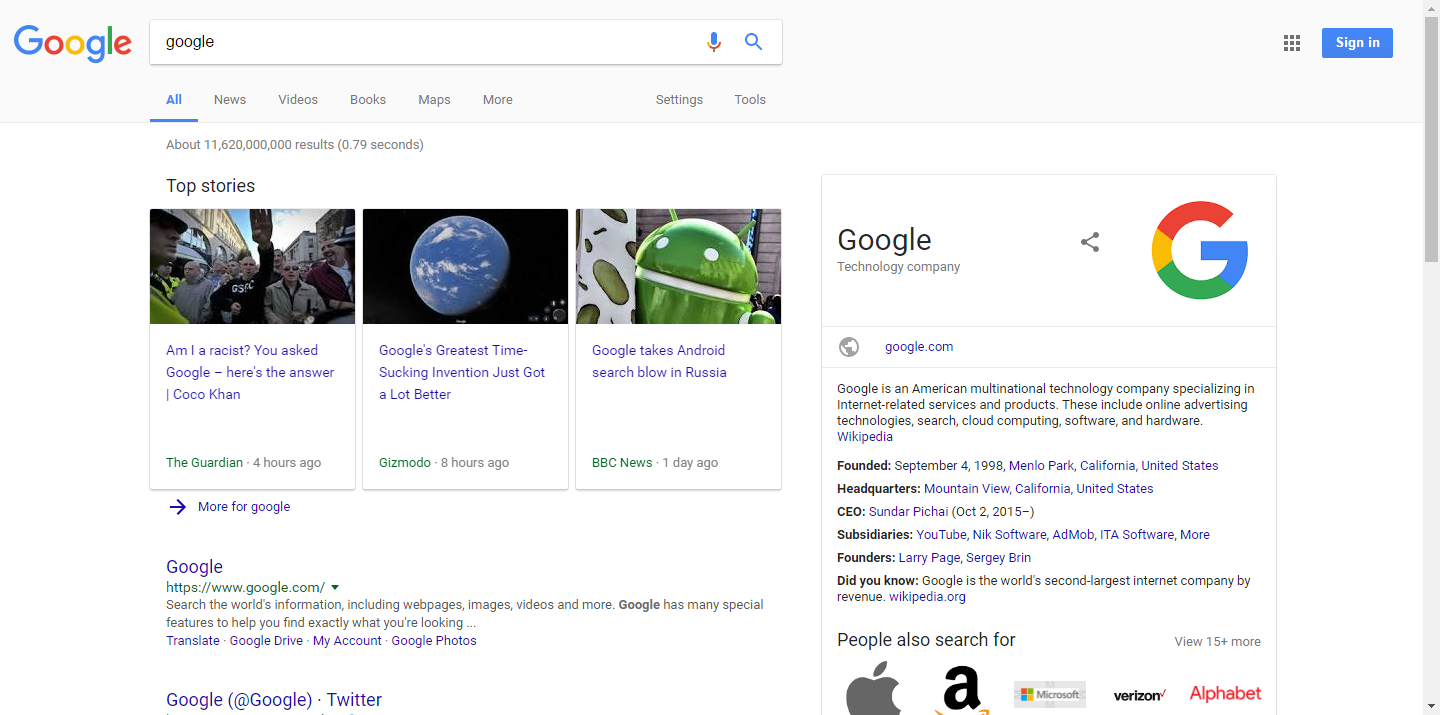 Google
google
Sign in
All
News
Videos
Books
Maps
More
Settings
Tools
About 11,620,000,000 results (0.79 seconds)
Top stories
GSFC
Am I a racist? You asked
Google – here's the answer
| Coco Khan
The Guardian · 4 hours ago
Google's Greatest Time-
Sucking Invention Just Got
a Lot Better
Gizmodo · 8 hours ago
Google takes Android
search blow in Russia
BBC News · 1 day ago
More for google
Google
https://www.google.com/
Search the world's information, including webpages, images, videos and more. Google has many special
features to help you find exactly what you're looking ...
Translate · Google Drive · My Account · Google Photos
Google (@Google) · Twitter
Google
Technology company
google.com
Google is an American multinational technology company specializing in
Internet-related services and products. These include online advertising
technologies, search, cloud computing, software, and hardware.
Wikipedia
Founded: September 4, 1998, Menlo Park, California, United States
Headquarters: Mountain View, California, United States
CEO: Sundar Pichai (Oct 2, 2015–)
Subsidiaries: YouTube, Nik Software, AdMob, ITA Software, More
Founders: Larry Page, Sergey Brin
Did you know: Google is the world's second-largest internet company by
revenue. wikipedia.org
People also search for
View 15+ more
a
Microsoft
verizon
Alphabet